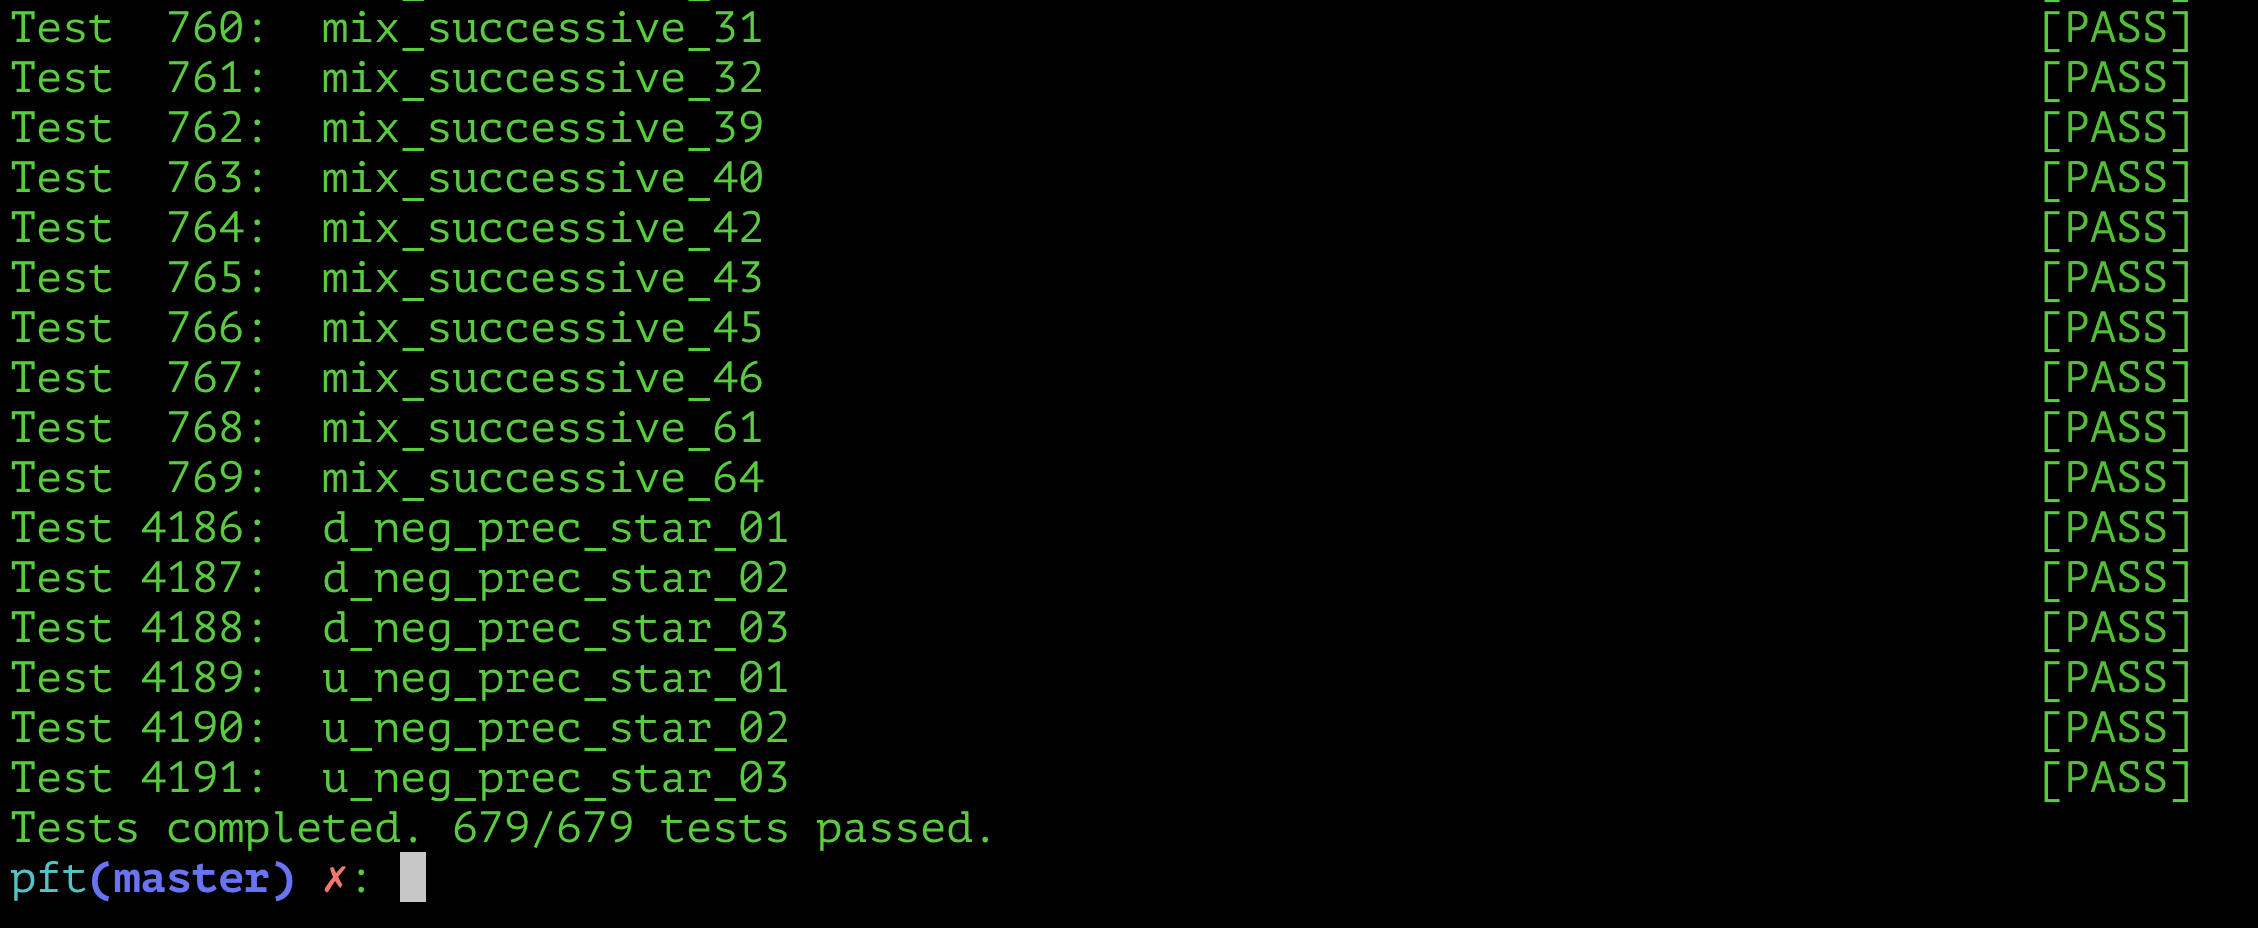 Test  760:  mix_successive_31 [PASS]
Test  761:  mix_successive_32 [PASS]
Test  762:  mix_successive_39 [PASS]
Test  763:  mix_successive_40 [PASS]
Test  764:  mix_successive_42 [PASS]
Test  765:  mix_successive_43 [PASS]
Test  766:  mix_successive_45 [PASS]
Test  767:  mix_successive_46 [PASS]
Test  768:  mix_successive_61 [PASS]
Test  769:  mix_successive_64 [PASS]
Test 4186:  d_neg_prec_star_01 [PASS]
Test 4187:  d_neg_prec_star_02 [PASS]
Test 4188:  d_neg_prec_star_03 [PASS]
Test 4189:  u_neg_prec_star_01 [PASS]
Test 4190:  u_neg_prec_star_02 [PASS]
Test 4191:  u_neg_prec_star_03 [PASS]
Tests completed. 679/679 tests passed.
pft(master) ✗: